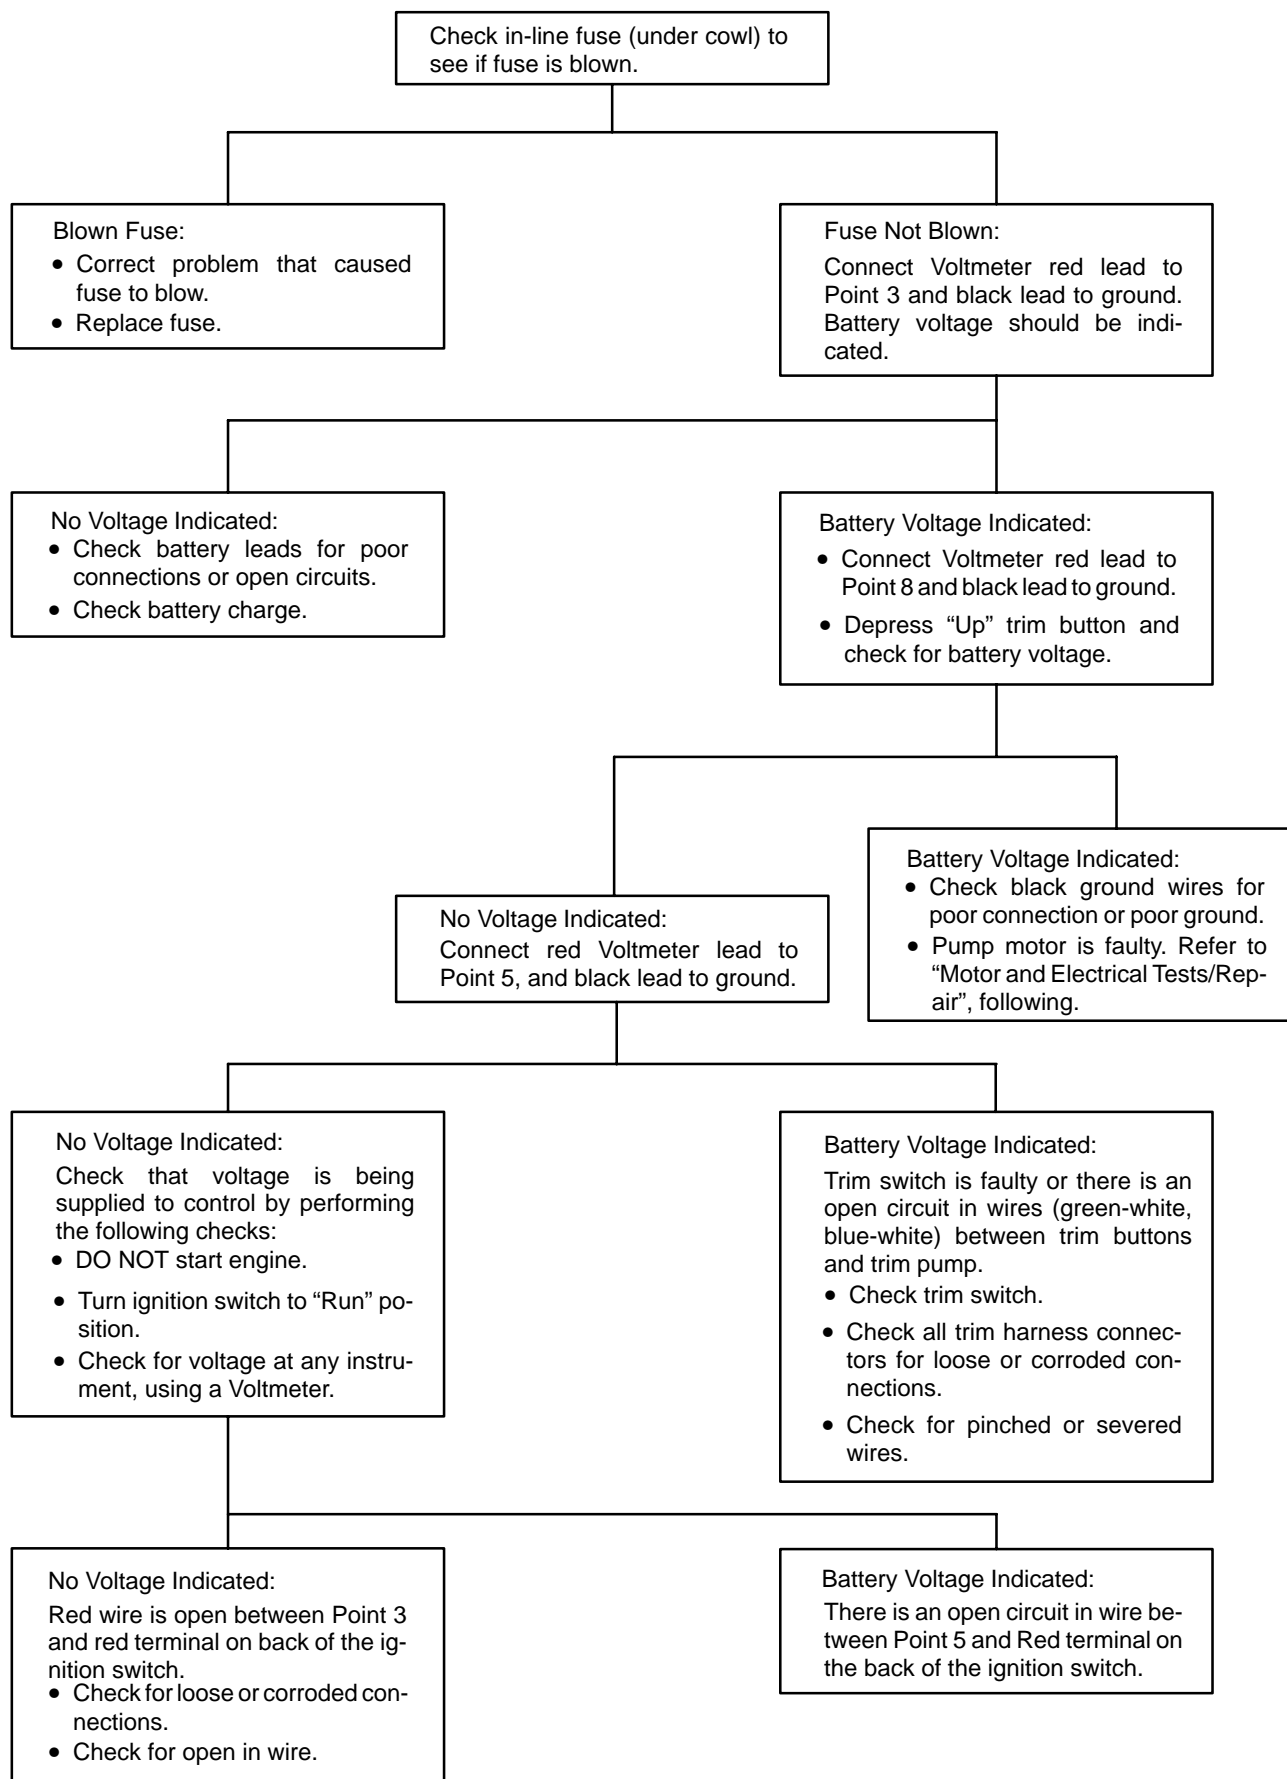 Check in-line fuse (under cowl) to
see if fuse is blown.
Blown Fuse:
• Correct problem that caused
fuse to blow.
• Replace fuse.
Fuse Not Blown:
Connect Voltmeter red lead to
Point 3 and black lead to ground.
Battery voltage should be indi-
cated.
No Voltage Indicated:
• Check battery leads for poor
connections or open circuits.
• Check battery charge.
Battery Voltage Indicated:
• Connect Voltmeter red lead to
Point 8 and black lead to ground.
• Depress “Up” trim button and
check for battery voltage.
Battery Voltage Indicated:
• Check black ground wires for
poor connection or poor ground.
• Pump motor is faulty. Refer to
“Motor and Electrical Tests/Rep-
air”, following.
No Voltage Indicated:
Connect red Voltmeter lead to
Point 5, and black lead to ground.
No Voltage Indicated:
Check that voltage is being
supplied to control by performing
the following checks:
• DO NOT start engine.
• Turn ignition switch to “Run” po-
sition.
• Check for voltage at any instru-
ment, using a Voltmeter.
Battery Voltage Indicated:
Trim switch is faulty or there is an
open circuit in wires (green-white,
blue-white) between trim buttons
and trim pump.
• Check trim switch.
• Check all trim harness connec-
tors for loose or corroded con-
nections.
• Check for pinched or severed
wires.
No Voltage Indicated:
Red wire is open between Point 3
and red terminal on back of the ig-
nition switch.
• Check for loose or corroded con-
nections.
• Check for open in wire.
Battery Voltage Indicated:
There is an open circuit in wire be-
tween Point 5 and Red terminal on
the back of the ignition switch.